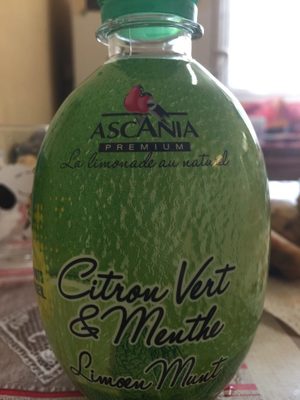 ASCANIA
PREMIUM
La limonade au naturel
Citron Vert
& Menthe
Limoen Munt